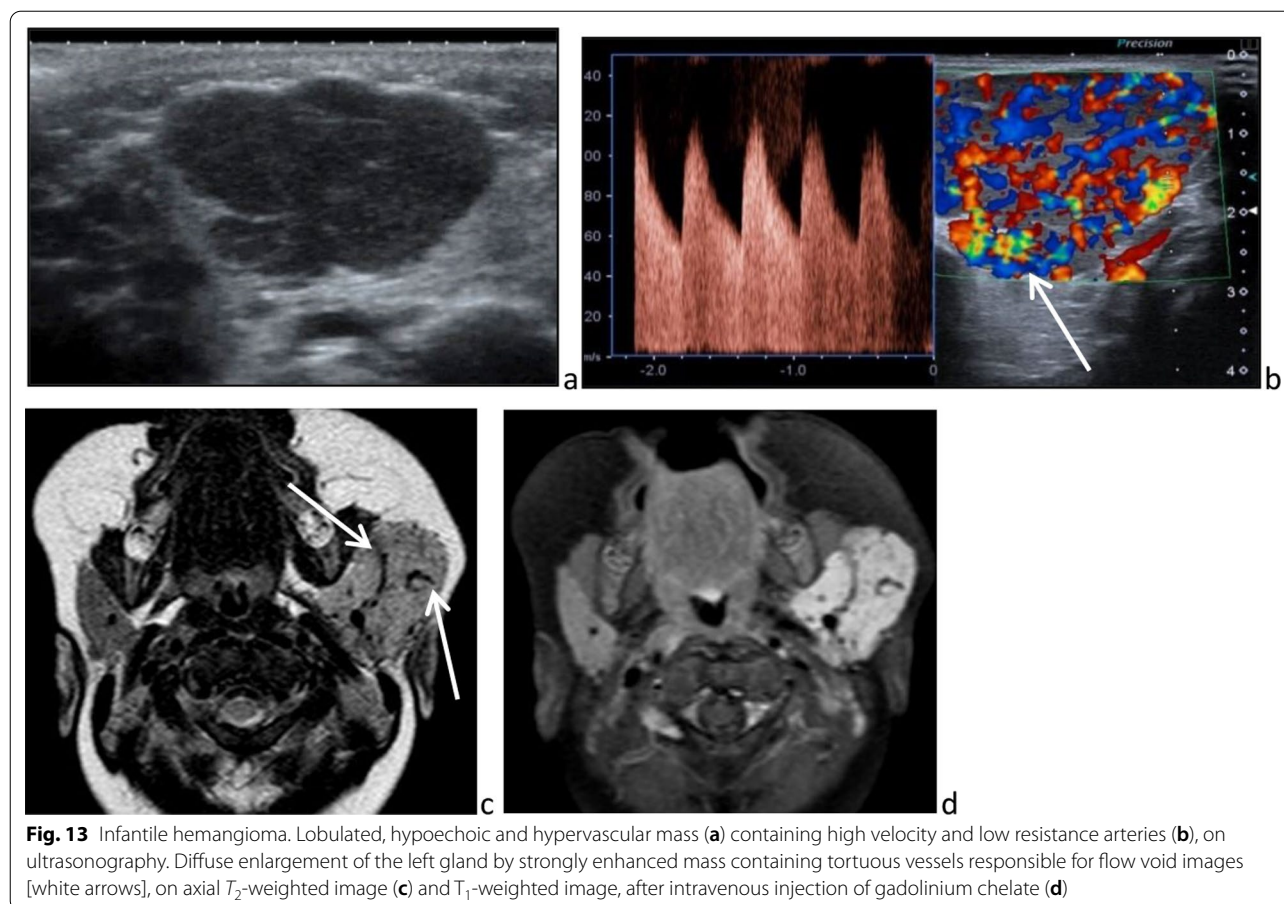 Precision
40
20
00
80
60
40
20
m/s
-2.0
-1.0
0
0
1
2
3
4
a
b
c
d
Fig. 13 Infantile hemangioma. Lobulated, hypoechoic and hypervascular mass (a) containing high velocity and low resistance arteries (b), on
ultrasonography. Diffuse enlargement of the left gland by strongly enhanced mass containing tortuous vessels responsible for flow void images
[white arrows], on axial T2-weighted image (c) and T1-weighted image, after intravenous injection of gadolinium chelate (d)